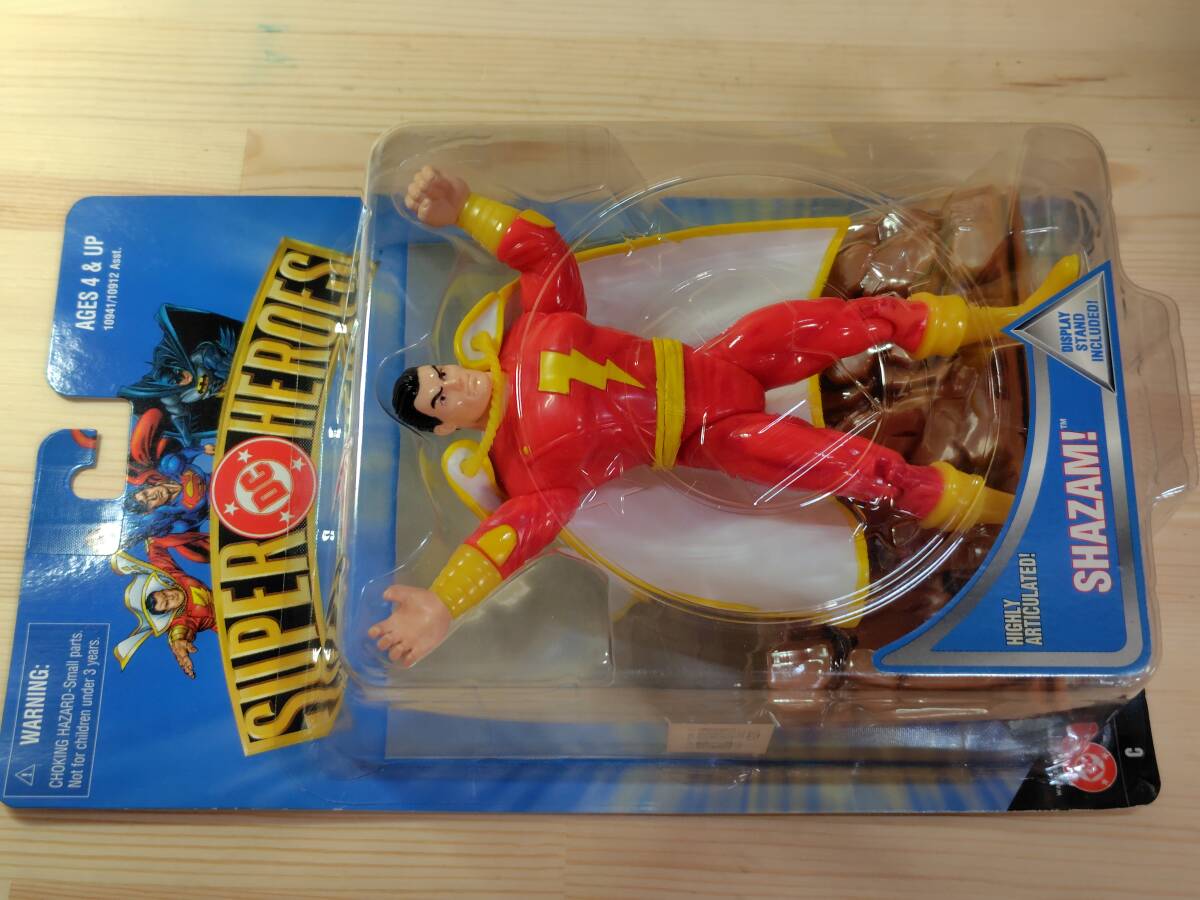 AGES 4 & UP
10941/10912 Asst.
SUPER HEROES
DC
WARNING:
CHOKING HAZARD-Small parts.
Not for children under 3 years.
DISPLAY
STAND
INCLUDED!
HIGHLY
ARTICULATED!
SHAZAM!™
C